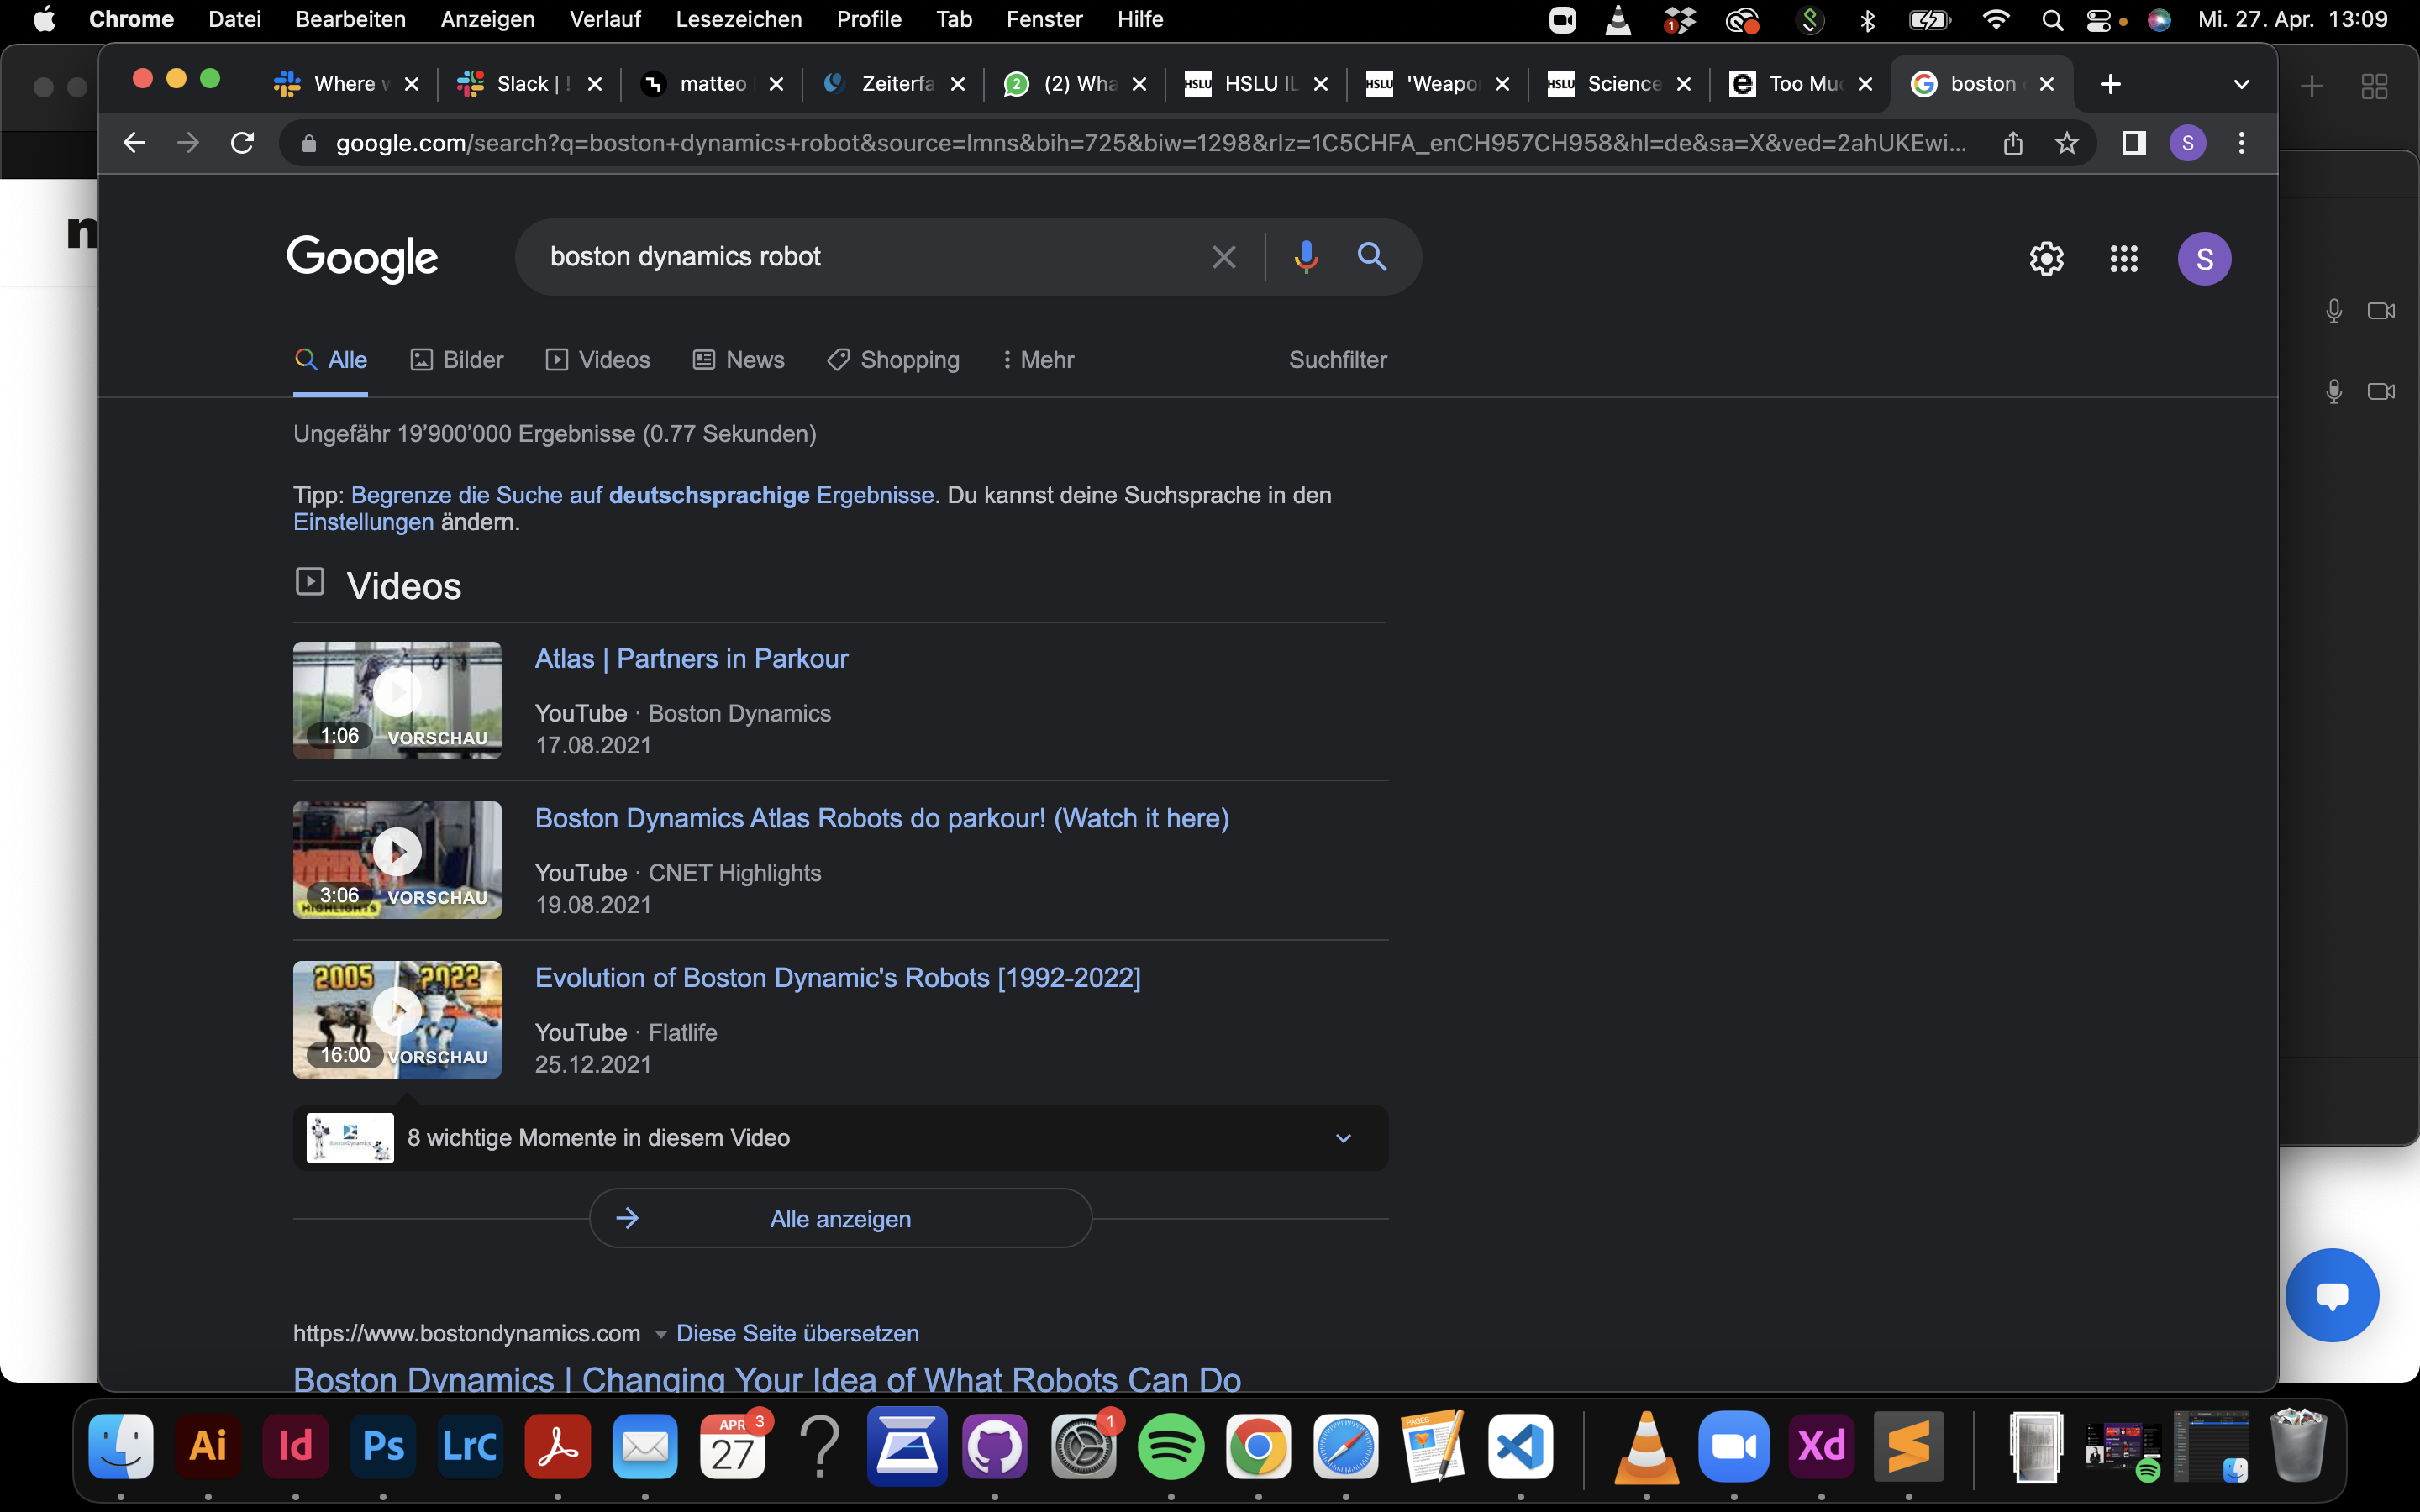 Chrome Datei Bearbeiten Anzeigen Verlauf Lesezeichen Profile Tab Fenster Hilfe
1
Mi. 27. Apr. 13:09
Where w
Slack | !
matteo
Zeiterfa
2 (2) Wha
HSLU HSLU IL
HSLU 'Weapo
HSLU Science
e Too Muc
boston
google.com/search?q=boston+dynamics+robot&source=lmns&bih=725&biw=1298&rlz=1C5CHFA_enCH957CH958&hl=de&sa=X&ved=2ahUKEwi...
S
Google
boston dynamics robot
S
Alle Bilder Videos News Shopping Mehr Suchfilter
Ungefähr 19’900’000 Ergebnisse (0.77 Sekunden)
Tipp: Begrenze die Suche auf deutschsprachige Ergebnisse. Du kannst deine Suchsprache in den
Einstellungen ändern.
Videos
1:06 VORSCHAU
Atlas | Partners in Parkour
YouTube · Boston Dynamics
17.08.2021
3:06 VORSCHAU
HIGHLIGHTS
Boston Dynamics Atlas Robots do parkour! (Watch it here)
YouTube · CNET Highlights
19.08.2021
2005 2022
16:00 VORSCHAU
Evolution of Boston Dynamic's Robots [1992-2022]
YouTube · Flatlife
25.12.2021
8 wichtige Momente in diesem Video
Alle anzeigen
https://www.bostondynamics.com Diese Seite übersetzen
Boston Dynamics | Changing Your Idea of What Robots Can Do
Ai Id Ps LrC
APR 3
27
?
1
PAGES
Xd